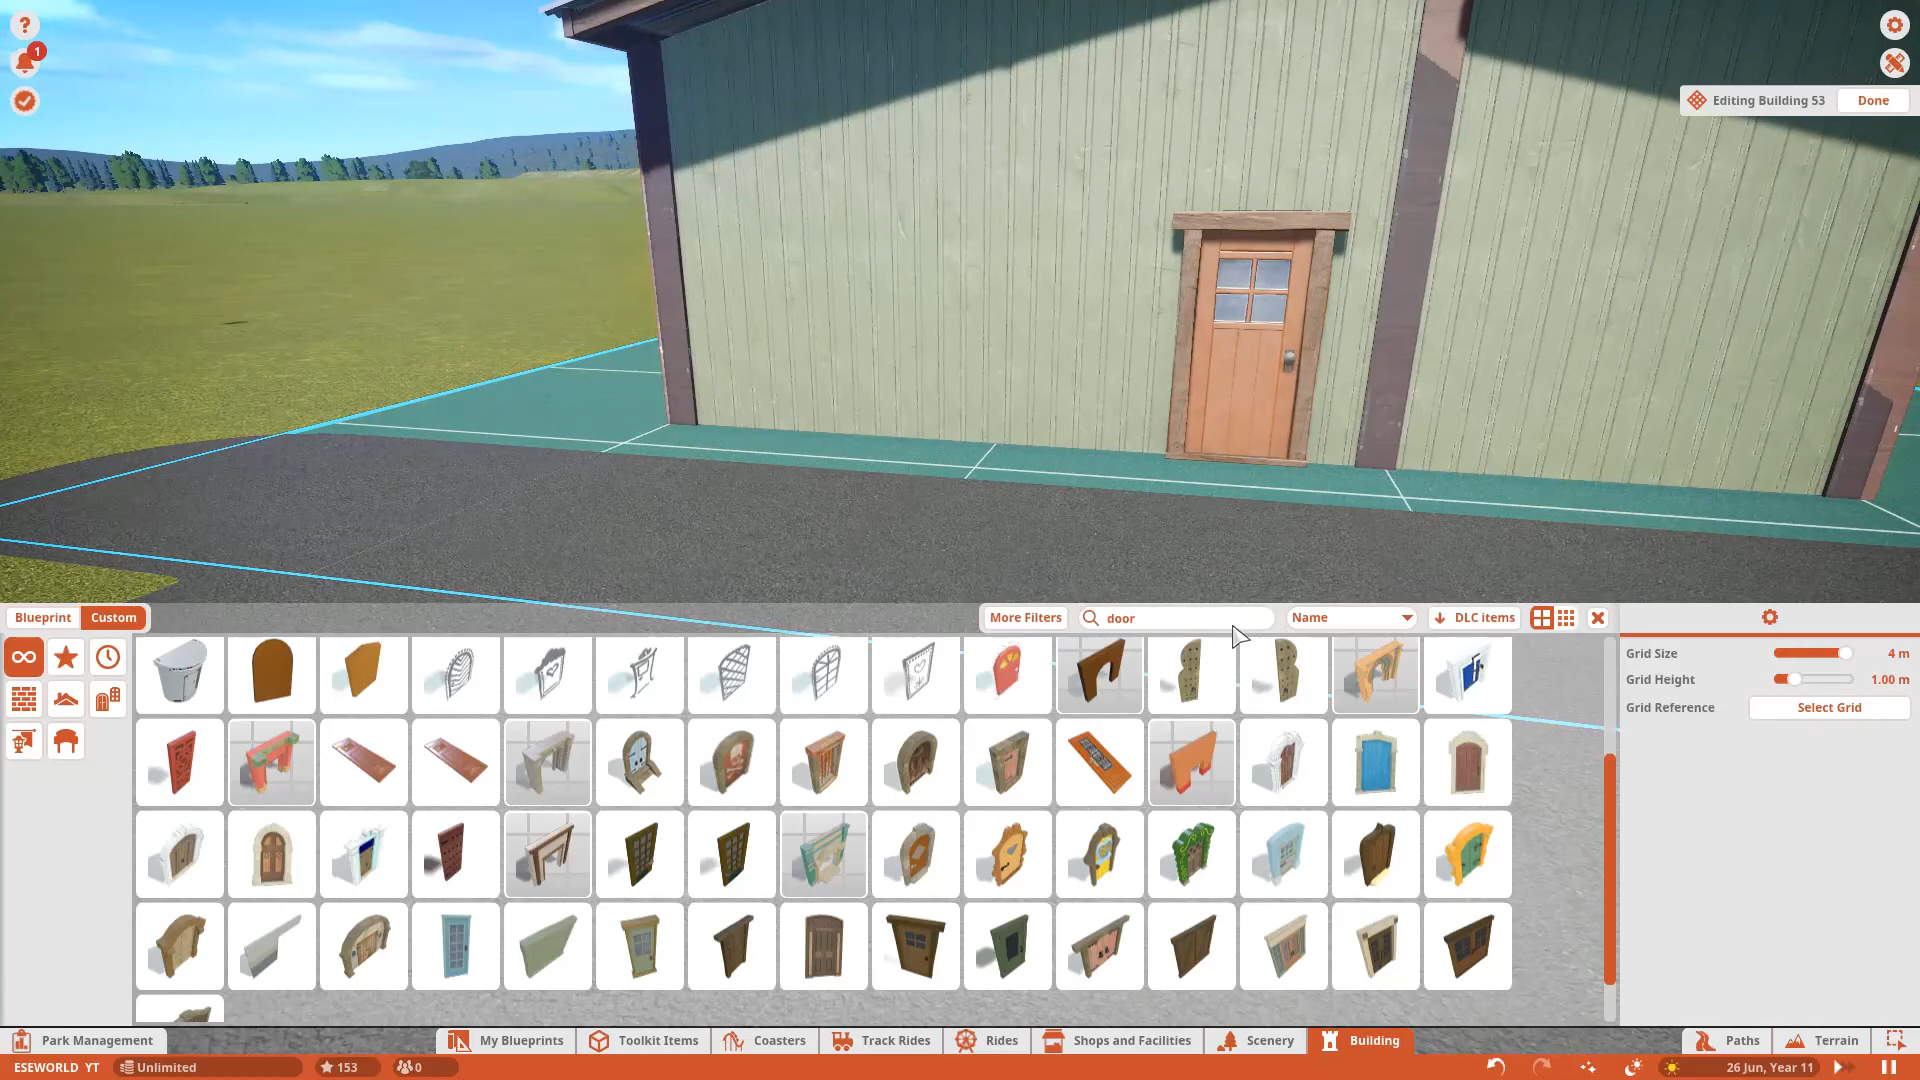 ?
1
Editing Building 53
Done
Blueprint
Custom
More Filters
door
Name
DLC items
Grid Size
4 m
Grid Height
1.00 m
Grid Reference
Select Grid
Park Management
My Blueprints
Toolkit Items
Coasters
Track Rides
Rides
Shops and Facilities
Scenery
Building
Paths
Terrain
ESEWORLD YT
Unlimited
153
0
26 Jun, Year 11